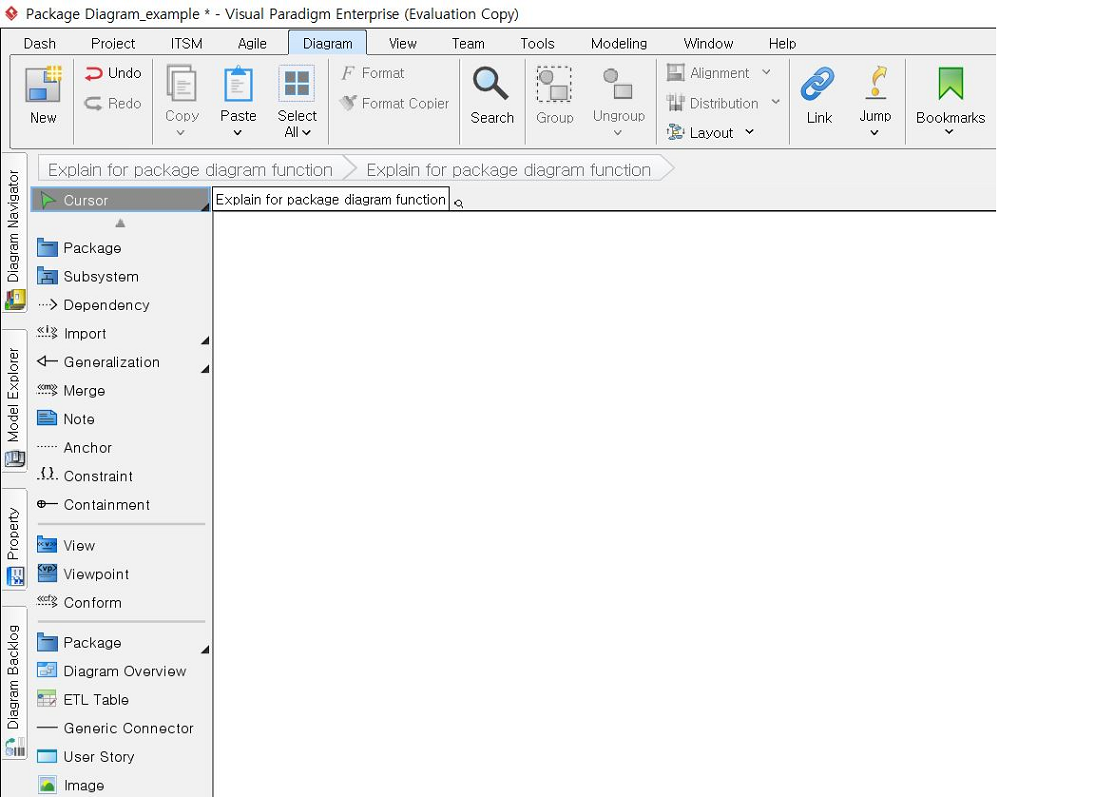 Package Diagram_example * - Visual Paradigm Enterprise (Evaluation Copy)
Dash Project ITSM Agile Diagram View Team Tools Modeling Window Help
New
Undo
Redo
Copy
Paste
Select
All
Format
Format Copier
Search
Group
Ungroup
Alignment
Distribution
Layout
Link
Jump
Bookmarks
Explain for package diagram function Explain for package diagram function
Explain for package diagram function
Diagram Navigator
Model Explorer
Property
Diagram Backlog
Cursor
Package
Subsystem
Dependency
Import
Generalization
Merge
Note
Anchor
Constraint
Containment
View
Viewpoint
Conform
Package
Diagram Overview
ETL Table
Generic Connector
User Story
Image